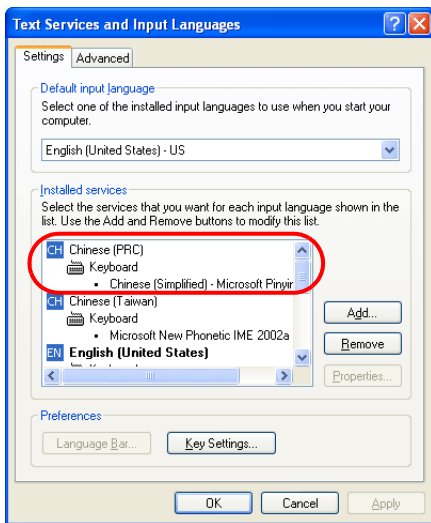 Text Services and Input Languages
Settings Advanced
Default input language
Select one of the installed input languages to use when you start your
computer.
English (United States) - US
Installed services
Select the services that you want for each input language shown in the
list. Use the Add and Remove buttons to modify this list.
CH Chinese (PRC)
Keyboard
• Chinese (Simplified) - Microsoft Pinyin
CH Chinese (Taiwan)
Keyboard
• Microsoft New Phonetic IME 2002a
EN English (United States)
Add...
Remove
Properties...
Preferences
Language Bar...
Key Settings...
OK
Cancel
Apply